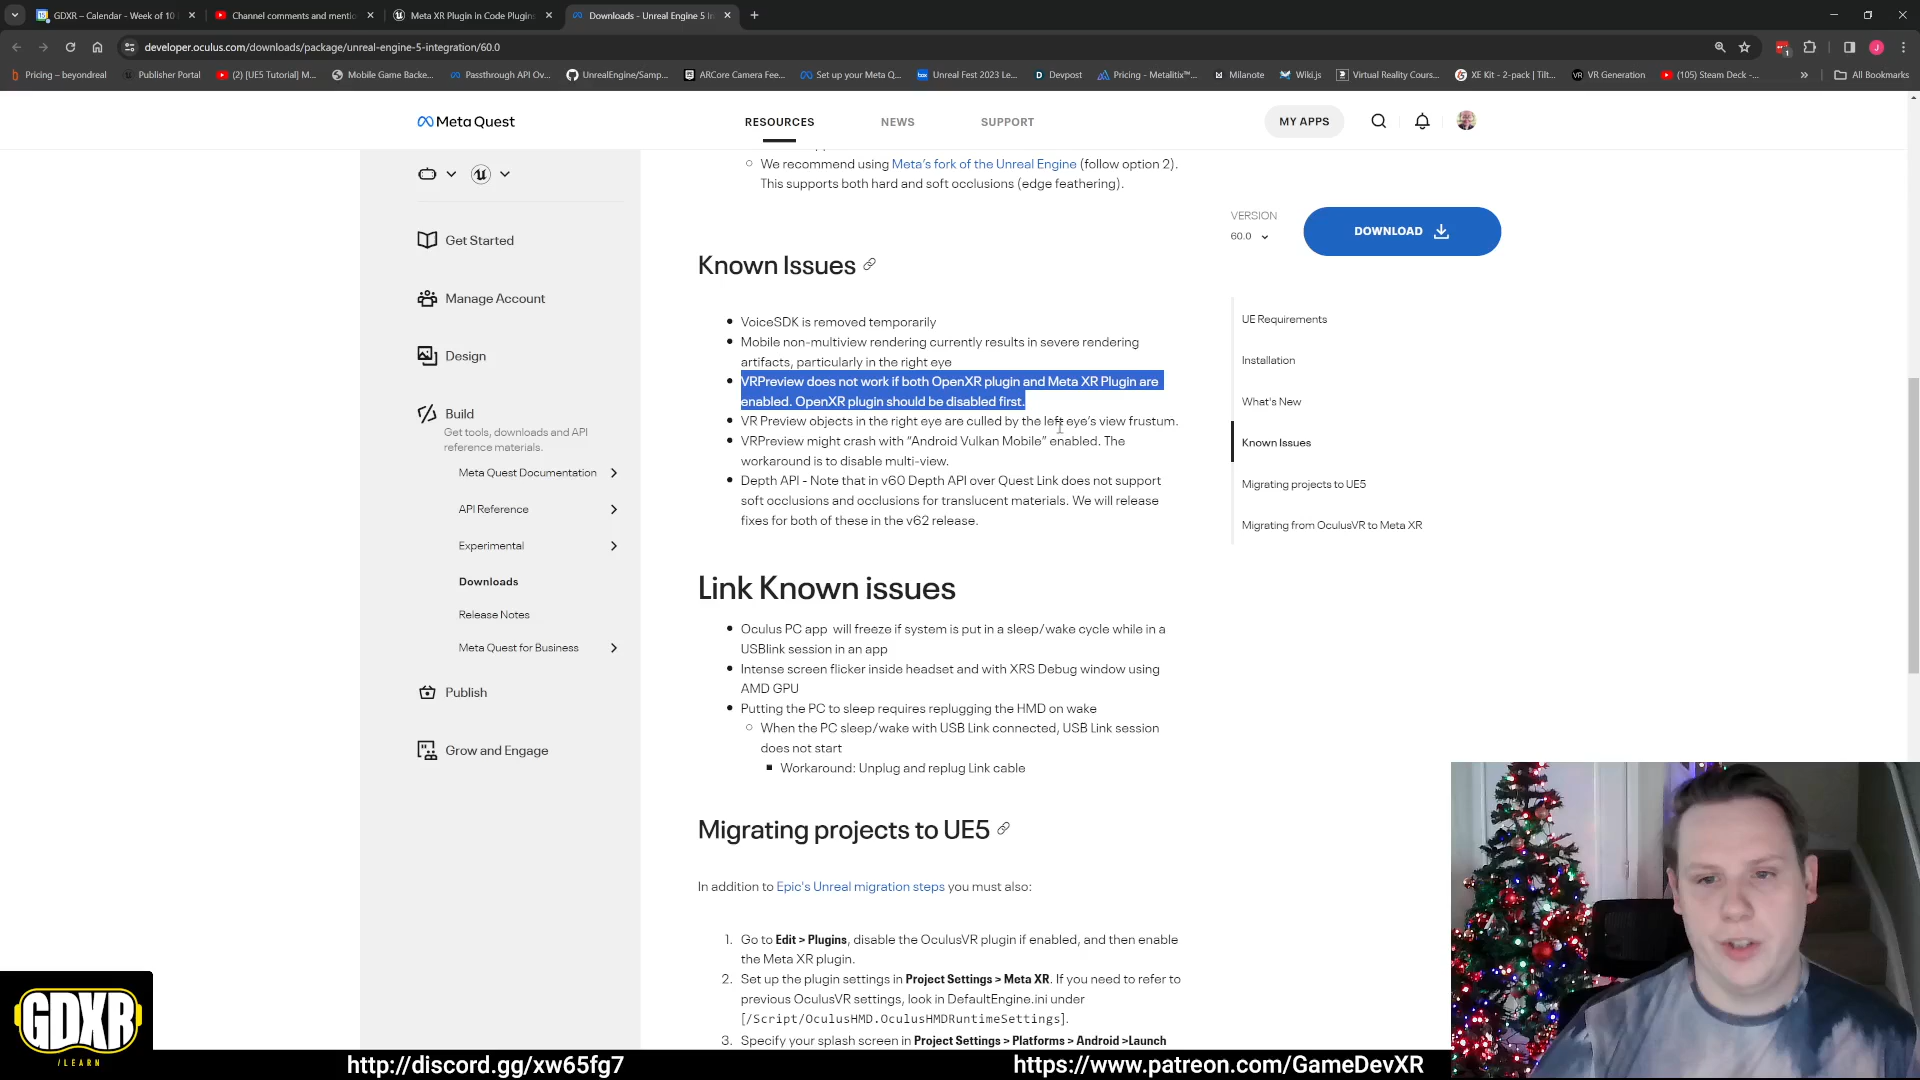 GDXR – Calendar - Week of 10
Channel comments and mentio
Meta XR Plugin in Code Plugins
Downloads - Unreal Engine 5 In
developer.oculus.com/downloads/package/unreal-engine-5-integration/60.0
Pricing – beyondreal
Publisher Portal
(2) [UE5 Tutorial] M...
Mobile Game Backe...
Passthrough API Ov...
UnrealEngine/Samp...
ARCore Camera Fee...
Set up your Meta Q...
Unreal Fest 2023 Le...
Devpost
Pricing - Metalitix™...
Milanote
Wiki.js
Virtual Reality Cours...
XE Kit - 2-pack | Tilt...
VR Generation
(105) Steam Deck -...
All Bookmarks
Meta Quest
RESOURCES
NEWS
SUPPORT
MY APPS
We recommend using Meta's fork of the Unreal Engine (follow option 2).
This supports both hard and soft occlusions (edge feathering).
VERSION
60.0
DOWNLOAD
Get Started
Manage Account
Design
Build
Get tools, downloads and API
reference materials.
Meta Quest Documentation
API Reference
Experimental
Downloads
Release Notes
Meta Quest for Business
Publish
Grow and Engage
Known Issues
VoiceSDK is removed temporarily
Mobile non-multiview rendering currently results in severe rendering
artifacts, particularly in the right eye
VRPreview does not work if both OpenXR plugin and Meta XR Plugin are
enabled. OpenXR plugin should be disabled first.
VR Preview objects in the right eye are culled by the left eye's view frustum.
VRPreview might crash with "Android Vulkan Mobile" enabled. The
workaround is to disable multi-view.
Depth API - Note that in v60 Depth API over Quest Link does not support
soft occlusions and occlusions for translucent materials. We will release
fixes for both of these in the v62 release.
UE Requirements
Installation
What's New
Known Issues
Migrating projects to UE5
Migrating from OculusVR to Meta XR
Link Known issues
Oculus PC app will freeze if system is put in a sleep/wake cycle while in a
USBlink session in an app
Intense screen flicker inside headset and with XRS Debug window using
AMD GPU
Putting the PC to sleep requires replugging the HMD on wake
When the PC sleep/wake with USB Link connected, USB Link session
does not start
Workaround: Unplug and replug Link cable
Migrating projects to UE5
In addition to Epic's Unreal migration steps you must also:
1. Go to Edit > Plugins, disable the OculusVR plugin if enabled, and then enable
the Meta XR plugin.
2. Set up the plugin settings in Project Settings > Meta XR. If you need to refer to
previous OculusVR settings, look in DefaultEngine.ini under
[/Script/OculusHMD.OculusHMDRuntimeSettings].
3. Specify your splash screen in Project Settings > Platforms > Android >Launch
GDXR
/LEARN
http://discord.gg/xw65fg7
https://www.patreon.com/GameDevXR